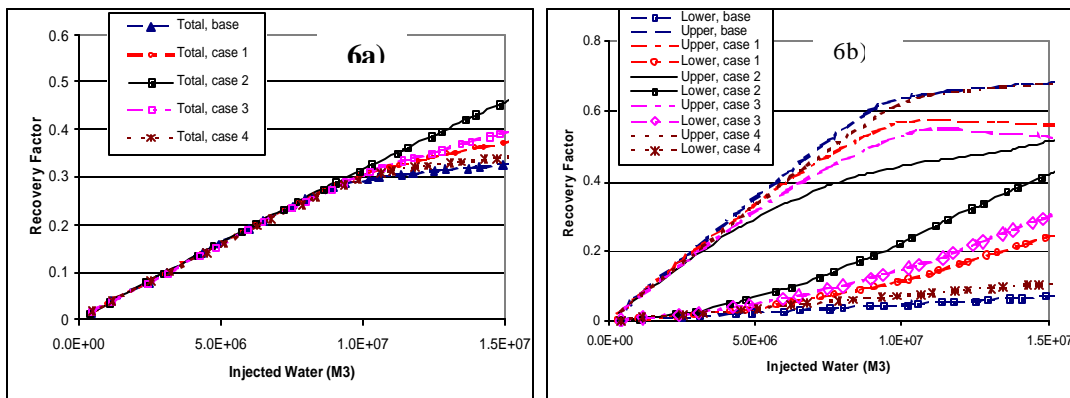 6a)
Total, base
Total, case 1
Total, case 2
Total, case 3
Total, case 4
Recovery Factor
0.6
0.5
0.4
0.3
0.2
0.1
0
0.0E+00
5.0E+06
1.0E+07
1.5E+07
Injected Water (M3)
6b)
Lower, base
Upper, base
Upper, case 1
Lower, case 1
Upper, case 2
Lower, case 2
Upper, case 3
Lower, case 3
Upper, case 4
Lower, case 4
Recovery Factor
0.8
0.6
0.4
0.2
0
0.0E+00
5.0E+06
1.0E+07
1.5E+07
Injected Water (M3)